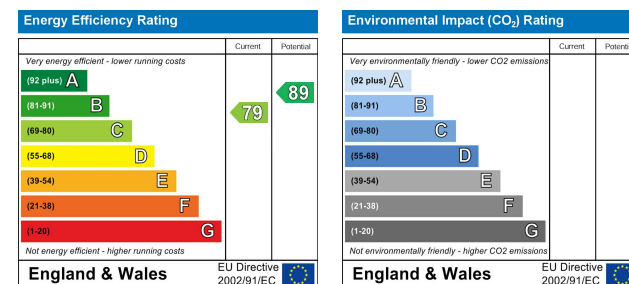 Energy Efficiency Rating
Current Potential
Very energy efficient - lower running costs
(92 plus) A
(81-91) B
(69-80) C
(55-68) D
(39-54) E
(21-38) F
(1-20) G
79
89
Not energy efficient - higher running costs
England & Wales
EU Directive
2002/91/EC
Environmental Impact (CO2) Rating
Current Potenti
Very environmentally friendly - lower CO2 emissions
(92 plus) A
(81-91) B
(69-80) C
(55-68) D
(39-54) E
(21-38) F
(1-20) G
Not environmentally friendly - higher CO2 emissions
England & Wales
EU Directive
2002/91/EC